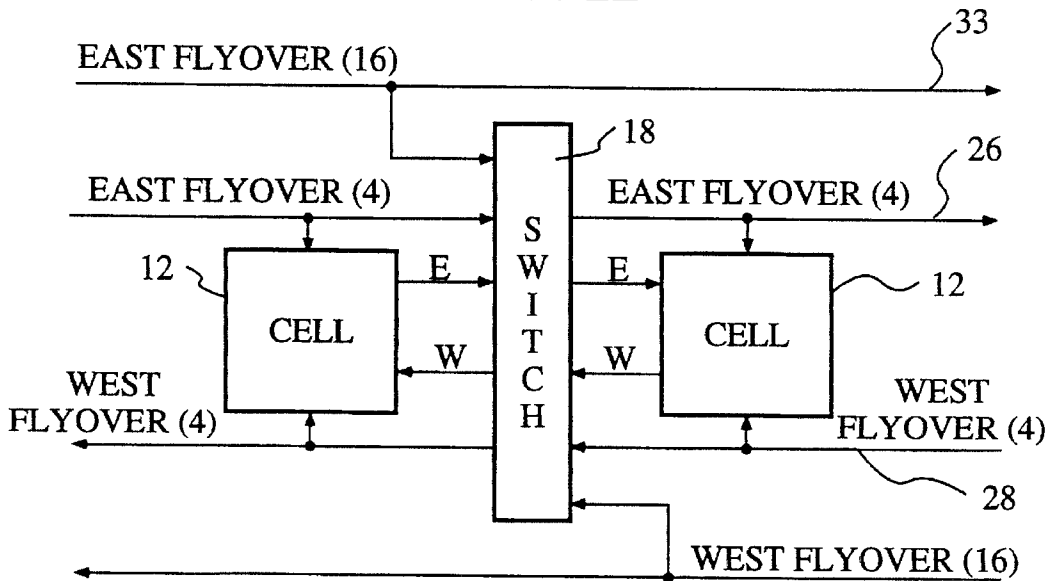 33
EAST FLYOVER (16)
18
26
EAST FLYOVER (4)
EAST FLYOVER (4)
SWITCH
12
E
E
12
CELL
CELL
W
W
WEST
FLYOVER (4)
WEST
FLYOVER (4)
28
WEST FLYOVER (16)